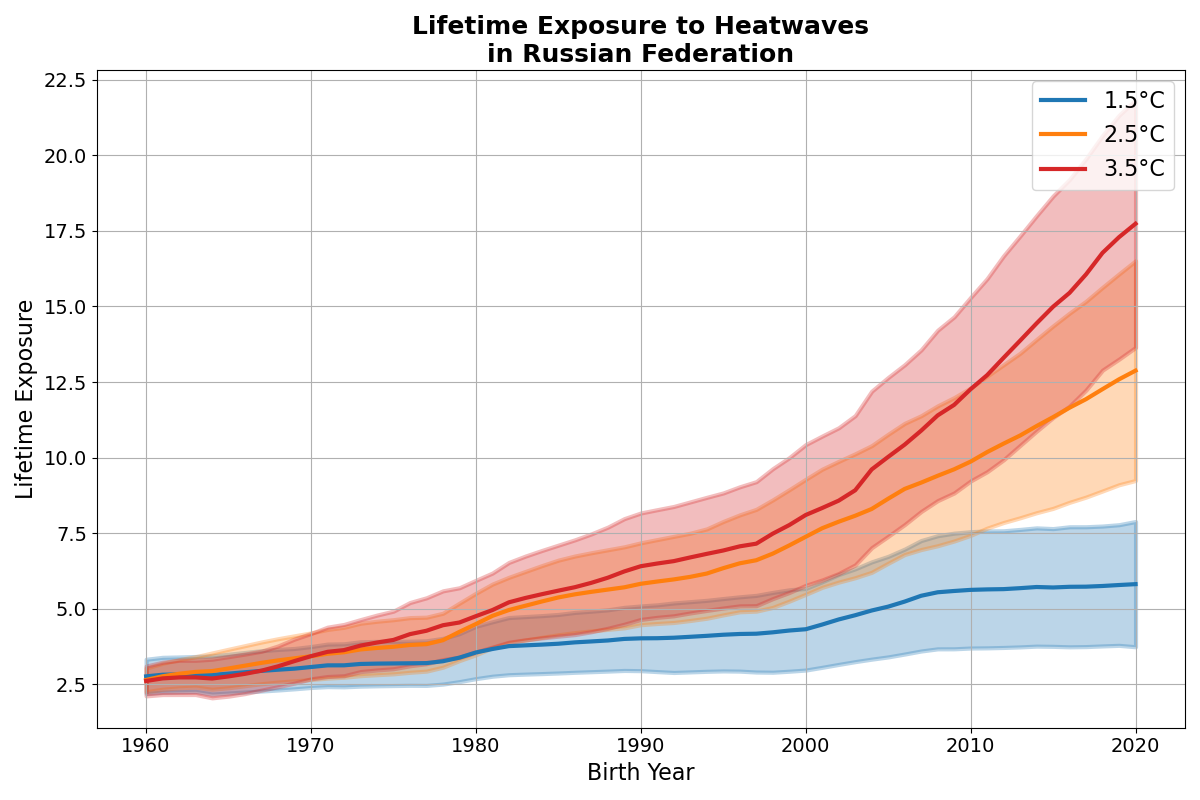 Lifetime Exposure to Heatwaves
in Russian Federation
22.5
20.0
17.5
15.0
12.5
10.0
7.5
5.0
2.5
Lifetime Exposure
1.5°C
2.5°C
3.5°C
1960
1970
1980
1990
2000
2010
2020
Birth Year